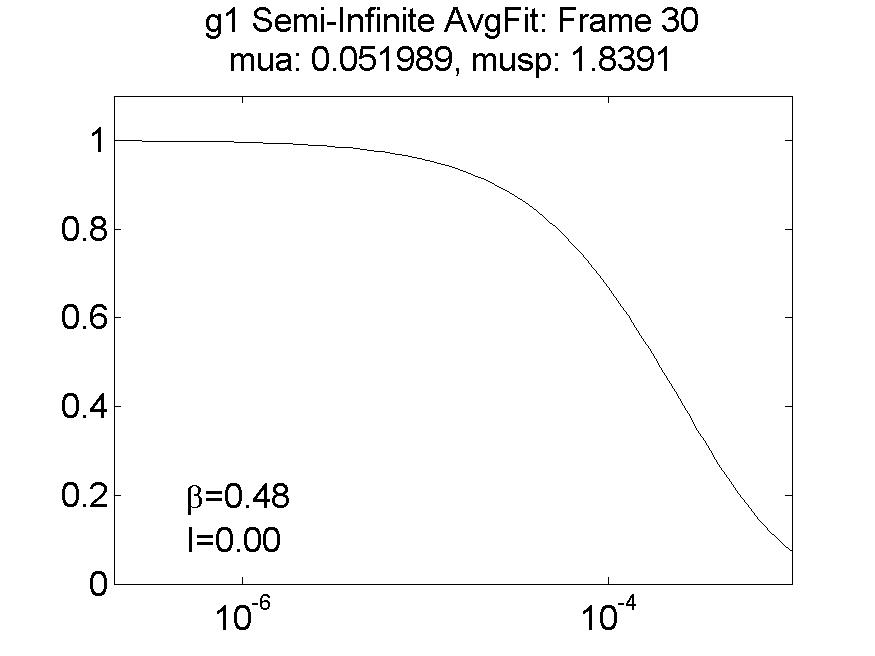 g1 Semi-Infinite AvgFit: Frame 30
mua: 0.051989, musp: 1.8391
1
0.8
0.6
0.4
0.2
β=0.48
I=0.00
0
10^-6
10^-4